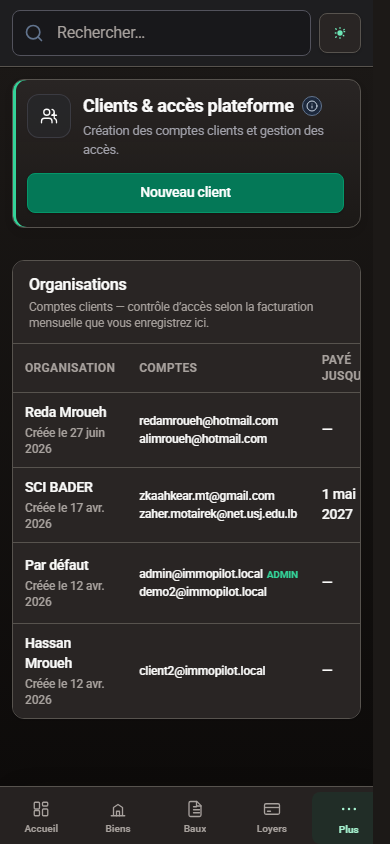 Rechercher...
Clients & accès plateforme
Création des comptes clients et gestion des
accès.
Nouveau client
Organisations
Comptes clients — contrôle d'accès selon la facturation
mensuelle que vous enregistrez ici.
ORGANISATION COMPTES PAYÉ
JUSQU
Reda Mroueh
Créée le 27 juin
2026
redamroueh@hotmail.com
alimroueh@hotmail.com
—
SCI BADER
Créée le 17 avr.
2026
zkaahkear.mt@gmail.com
zaher.motairek@net.usj.edu.lb
1 mai
2027
Par défaut
Créée le 12 avr.
2026
admin@immopilot.local ADMIN
demo2@immopilot.local
—
Hassan
Mroueh
Créée le 12 avr.
2026
client2@immopilot.local
—
Accueil Biens Baux Loyers Plus